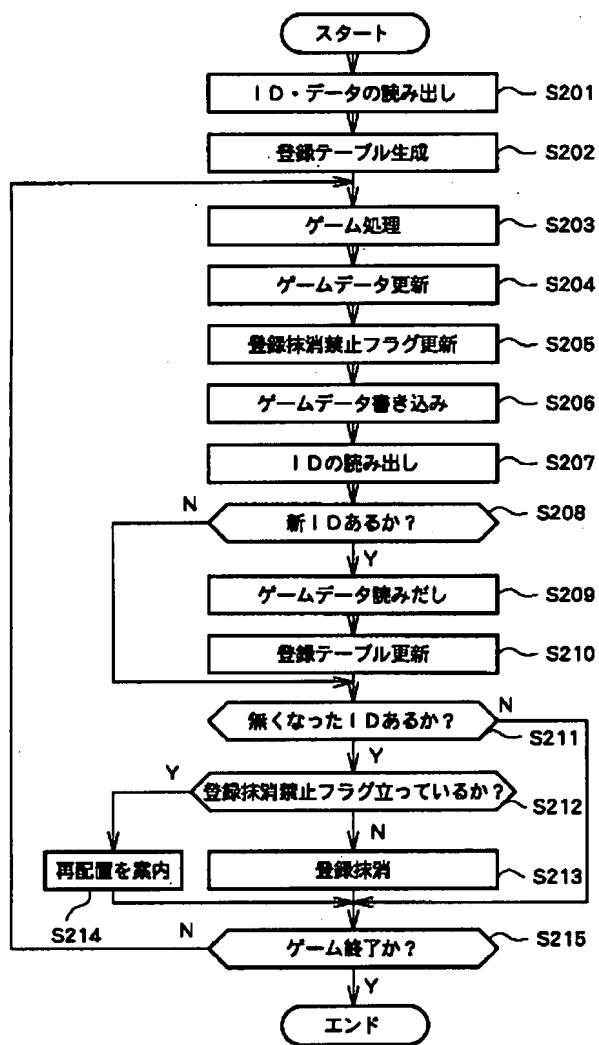 スタート
ID・データの読み出し S201
登録テーブル生成 S202
ゲーム処理 S203
ゲームデータ更新 S204
登録抹消禁止フラグ更新 S205
ゲームデータ書き込み S206
IDの読み出し S207
N 新IDあるか? S208
Y
ゲームデータ読みだし S209
登録テーブル更新 S210
無くなったIDあるか? N S211
Y
Y 登録抹消禁止フラグ立っているか? S212
N
再配置を案内 登録抹消 S213
S214
N ゲーム終了か? S215
Y
エンド